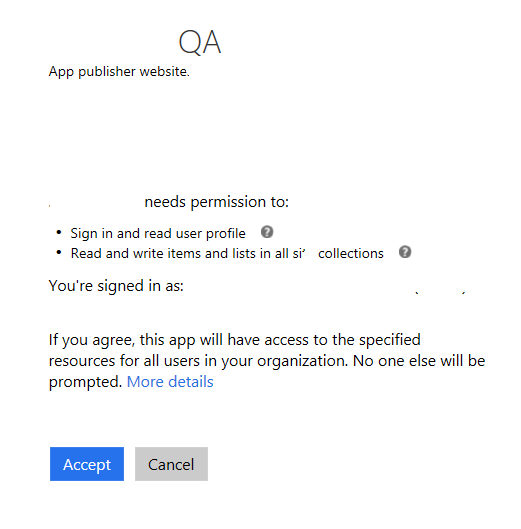 QA
App publisher website.
needs permission to:
• Sign in and read user profile ?
• Read and write items and lists in all collections ?
You're signed in as:
If you agree, this app will have access to the specified
resources for all users in your organization. No one else will be
prompted. More details
Accept Cancel